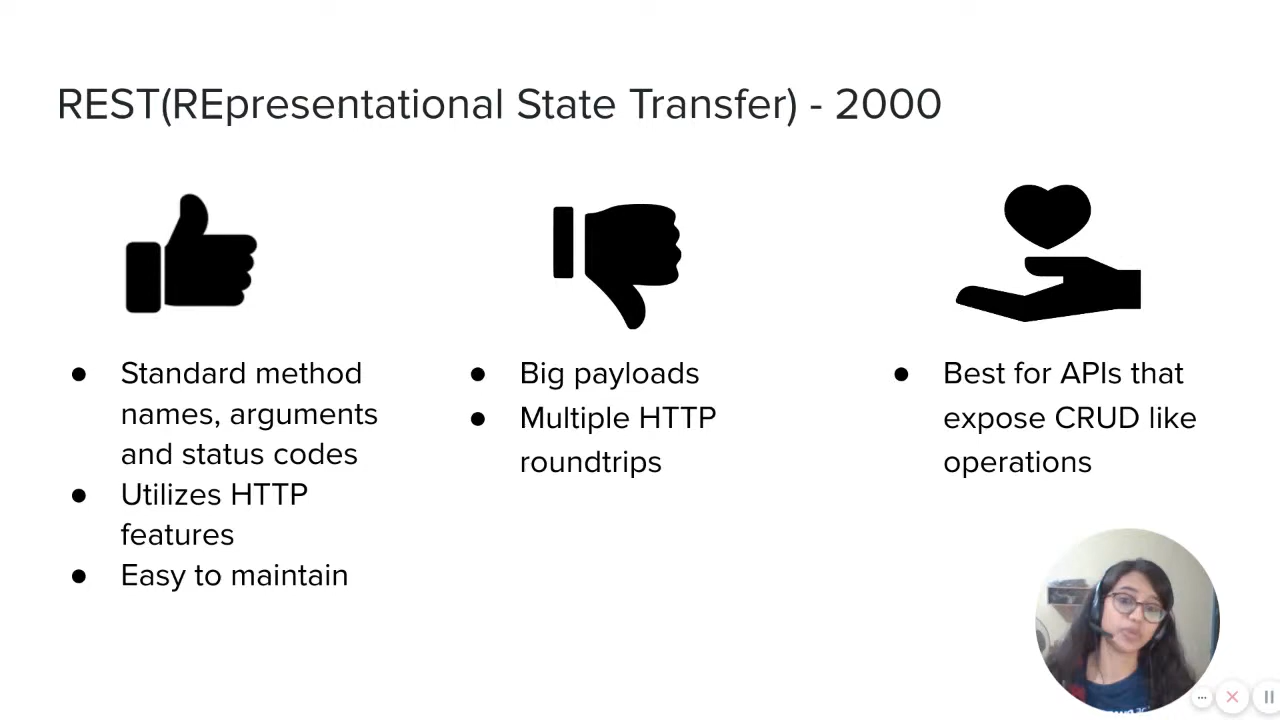 REST(REpresentational State Transfer) - 2000
● Standard method
names, arguments
and status codes
● Utilizes HTTP
features
● Easy to maintain
● Big payloads
● Multiple HTTP
roundtrips
● Best for APIs that
expose CRUD like
operations